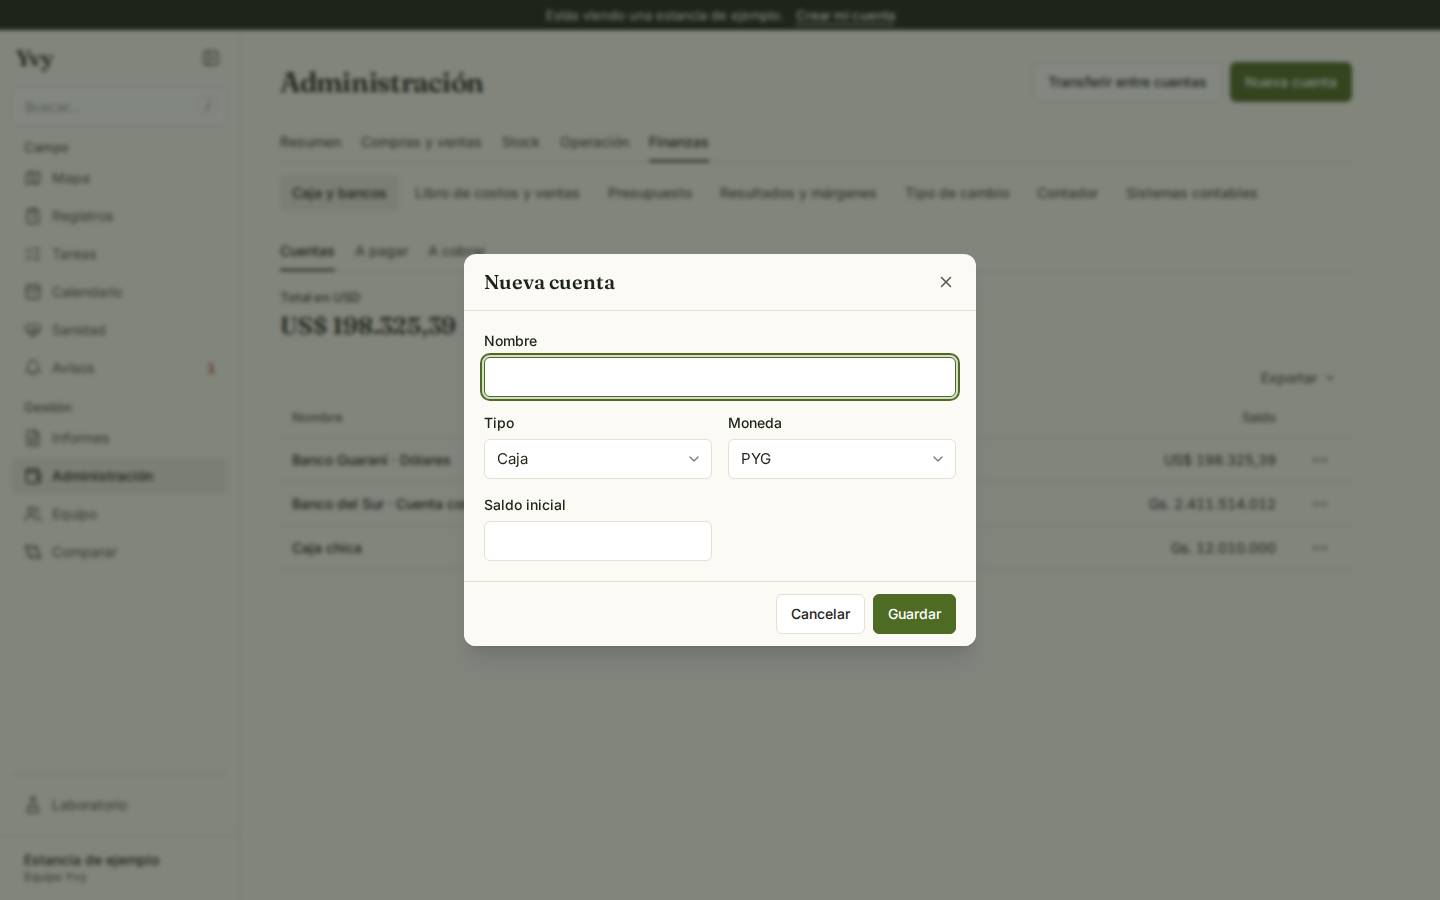 Estás viendo una estancia de ejemplo. Crear mi cuenta
Yvy
Buscar... /
Campo
Mapa
Registros
Tareas
Calendario
Sanidad
Avisos 1
Gestión
Informes
Administración
Equipo
Comparar
Laboratorio
Estancia de ejemplo
Equipo Yvy
Administración
Transferir entre cuentas
Nueva cuenta
Resumen Compras y ventas Stock Operación Finanzas
Caja y bancos Libro de costos y ventas Presupuesto Resultados y márgenes Tipo de cambio Contador Sistemas contables
Cuentas A pagar A cobrar
Total en USD
US$ 198.325,39
Exportar
Nombre Saldo
Banco Guaraní · Dólares US$ 198.325,39
Banco del Sur · Cuenta Gs. 2.411.514.012
Caja chica Gs. 12.010.000
Nueva cuenta
Nombre
Tipo Moneda
Caja PYG
Saldo inicial
Cancelar Guardar